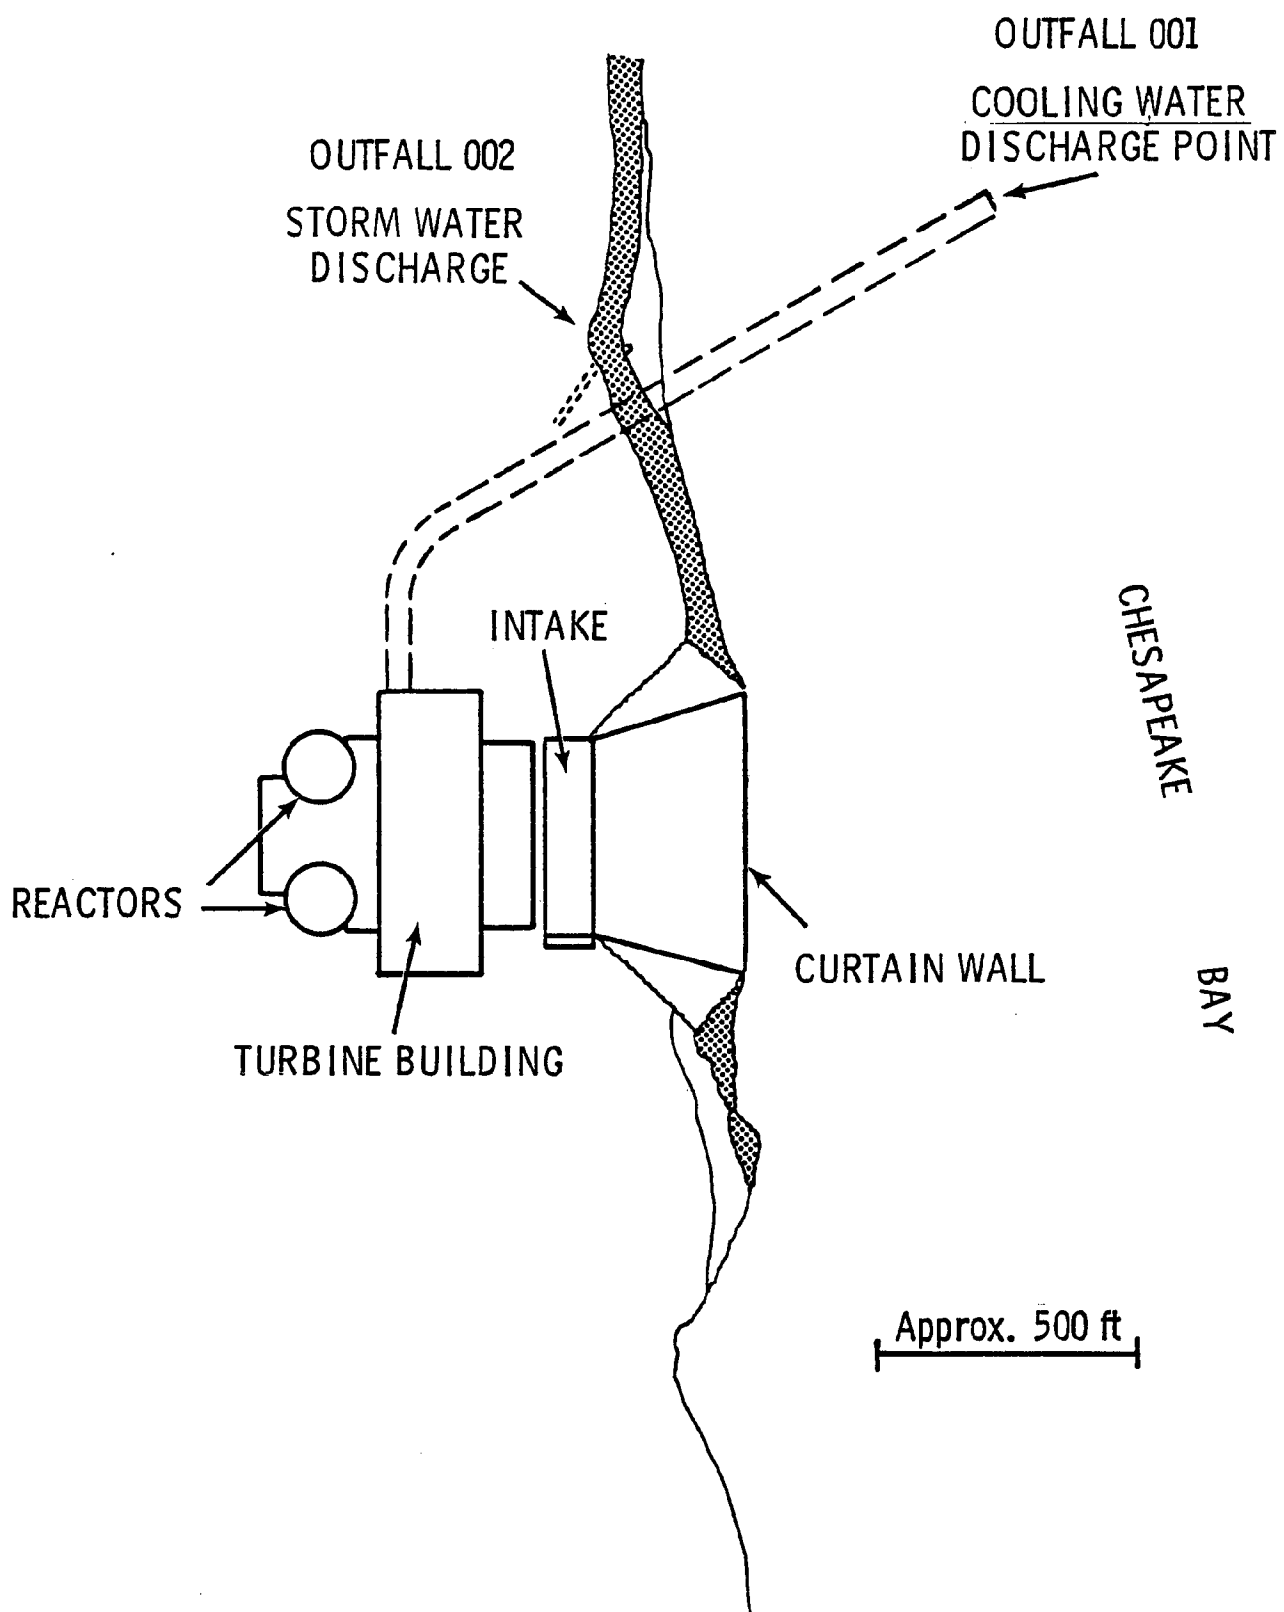 OUTFALL 001
COOLING WATER
DISCHARGE POINT
OUTFALL 002
STORM WATER
DISCHARGE
INTAKE
CHESAPEAKE
REACTORS
CURTAIN WALL
BAY
TURBINE BUILDING
Approx. 500 ft